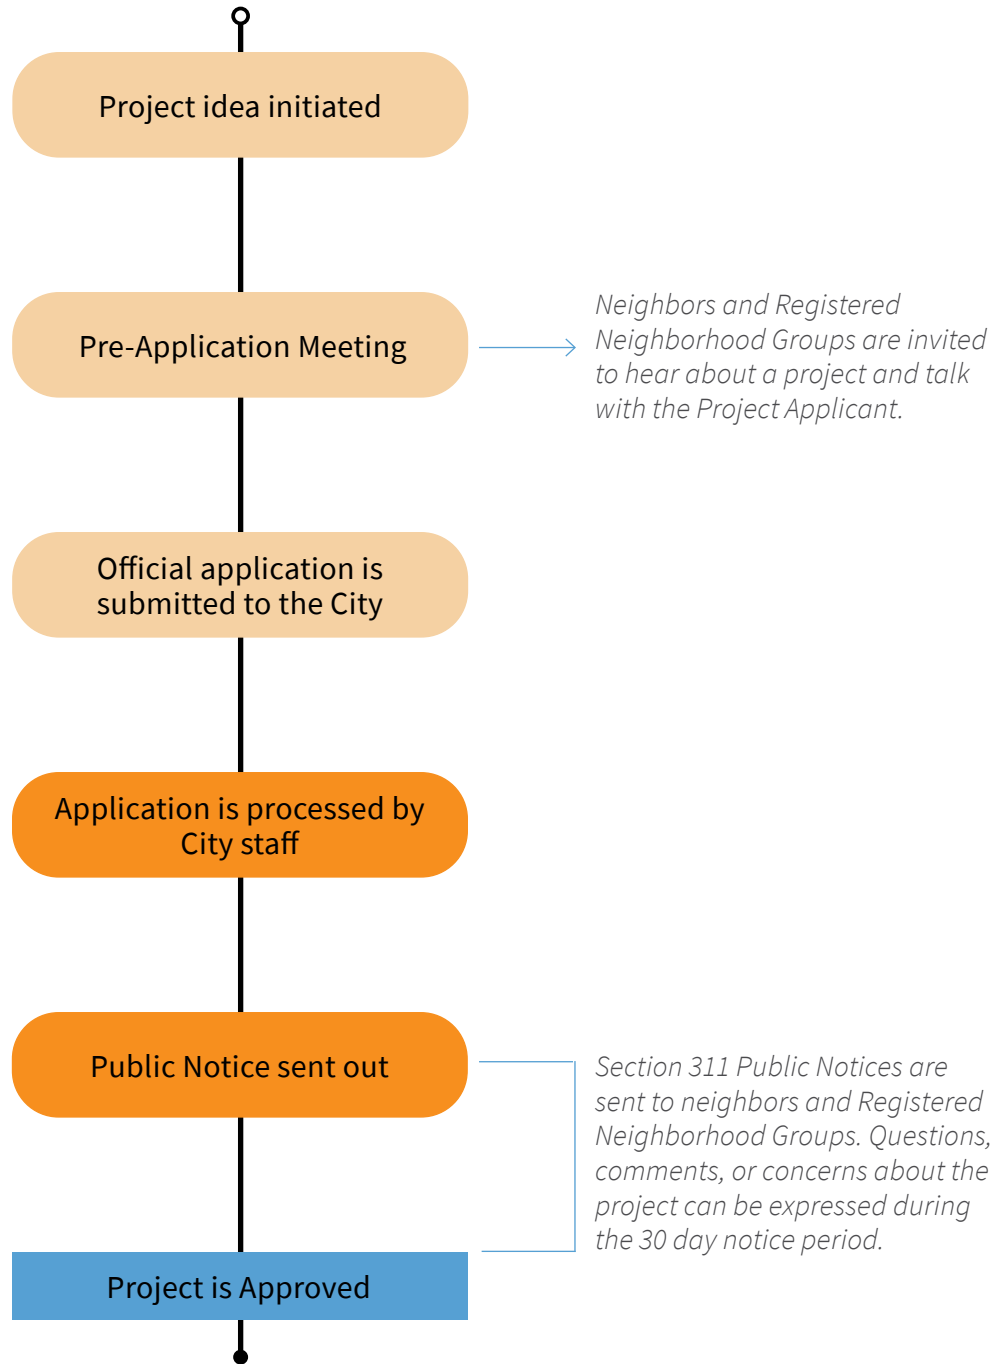 Project idea initiated
Pre-Application Meeting
Neighbors and Registered
Neighborhood Groups are invited
to hear about a project and talk
with the Project Applicant.
Official application is
submitted to the City
Application is processed by
City staff
Public Notice sent out
Section 311 Public Notices are
sent to neighbors and Registered
Neighborhood Groups. Questions,
comments, or concerns about the
project can be expressed during
the 30 day notice period.
Project is Approved